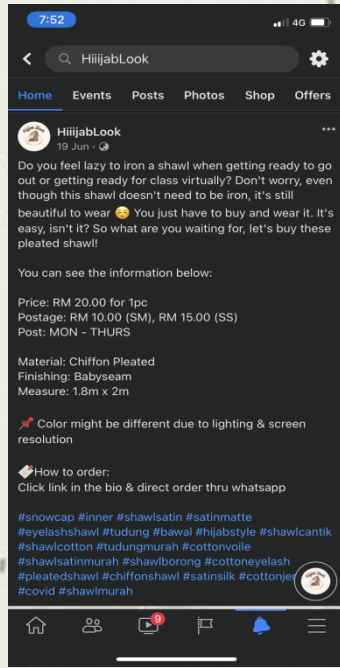 7:52
4G
HiiijabLook
Home Events Posts Photos Shop Offers
HiiijabLook
19 Jun
Do you feel lazy to iron a shawl when getting ready to go
out or getting ready for class virtually? Don't worry, even
though this shawl doesn't need to be iron, it's still
beautiful to wear 😊 You just have to buy and wear it. It's
easy, isn't it? So what are you waiting for, let's buy these
pleated shawl!
You can see the information below:
Price: RM 20.00 for 1pc
Postage: RM 10.00 (SM), RM 15.00 (SS)
Post: MON - THURS
Material: Chiffon Pleated
Finishing: Babyseam
Measure: 1.8m x 2m
📌 Color might be different due to lighting & screen
resolution
How to order:
Click link in the bio & direct order thru whatsapp
#snowcap #inner #shawlsatin #satinmatte
#eyelashshawl #tudung #bawal #hijabstyle #shawlcantik
#shawlcotton #tudungmurah #cottonvoile
#shawlsatinmurah #shawlborong #cottoneyelash
#pleatedshawl #chiffonshawl #satinsilk #cottonjer
#covid #shawlmurah
9